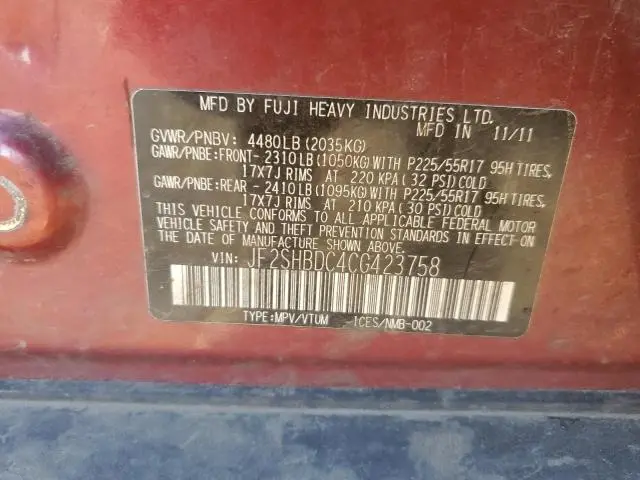 MFD BY FUJI HEAVY INDUSTRIES LTD.
MFD. IN 11/11
GVWR/PNBV: 4480LB (2035KG)
GAWR/PNBE:FRONT- 2310LB(1050KG)WITH P225/55R17 95H TIRES,
17X7J RIMS AT 220 KPA( 32 PSI)COLD
GAWR/PNBE:REAR - 2410LB(1095KG)WITH P225/55R17 95H TIRES,
17X7J RIMS AT 210 KPA( 30 PSI)COLD
THIS VEHICLE CONFORMS TO ALL APPLICABLE FEDERAL MOTOR
VEHICLE SAFETY AND THEFT PREVENTION STANDARDS IN EFFECT ON
THE DATE OF MANUFACTURE SHOWN ABOVE.
VIN: JF2SHBDC4CG423758
TYPE:MPV/VTUM ICES/NMB-002